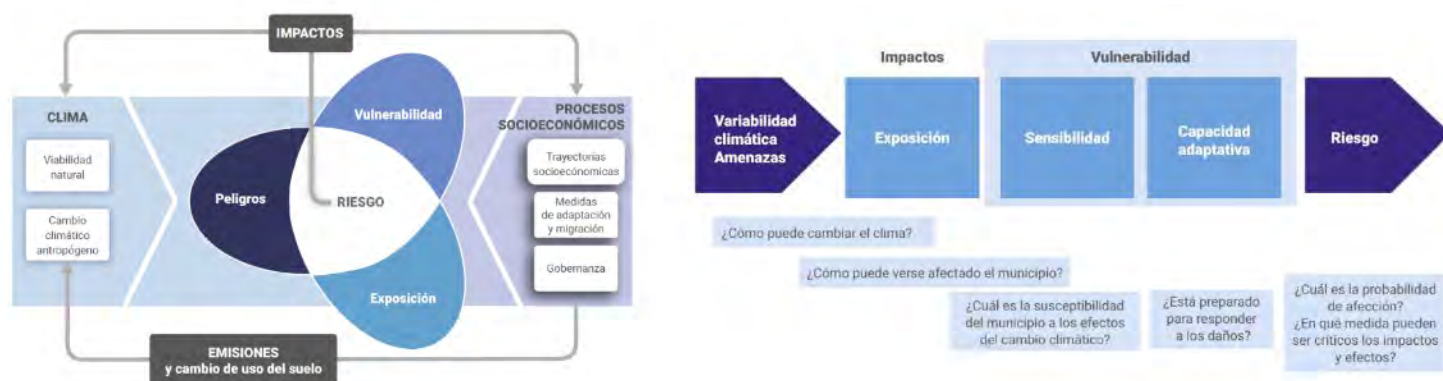 IMPACTOS
CLIMA
Viabilidad
natural
Cambio
climático
antropógeno
Vulnerabilidad
Peligros
RIESGO
Exposición
PROCESOS
SOCIOECONÓMICOS
Trayectorias
socioecónomicas
Medidas
de adaptación
y migración
Gobernanza
EMISIONES
y cambio de uso del suelo
Impactos
Vulnerabilidad
Variabilidad
climática
Amenazas
Exposición
Sensibilidad
Capacidad
adaptativa
Riesgo
¿Cómo puede cambiar el clima?
¿Cómo puede verse afectado el municipio?
¿Cuál es la susceptibilidad
del municipio a los efectos
del cambio climático?
¿Está preparado
para responder
a los daños?
¿Cuál es la probabilidad
de afección?
¿En qué medida pueden
ser críticos los impactos
y efectos?